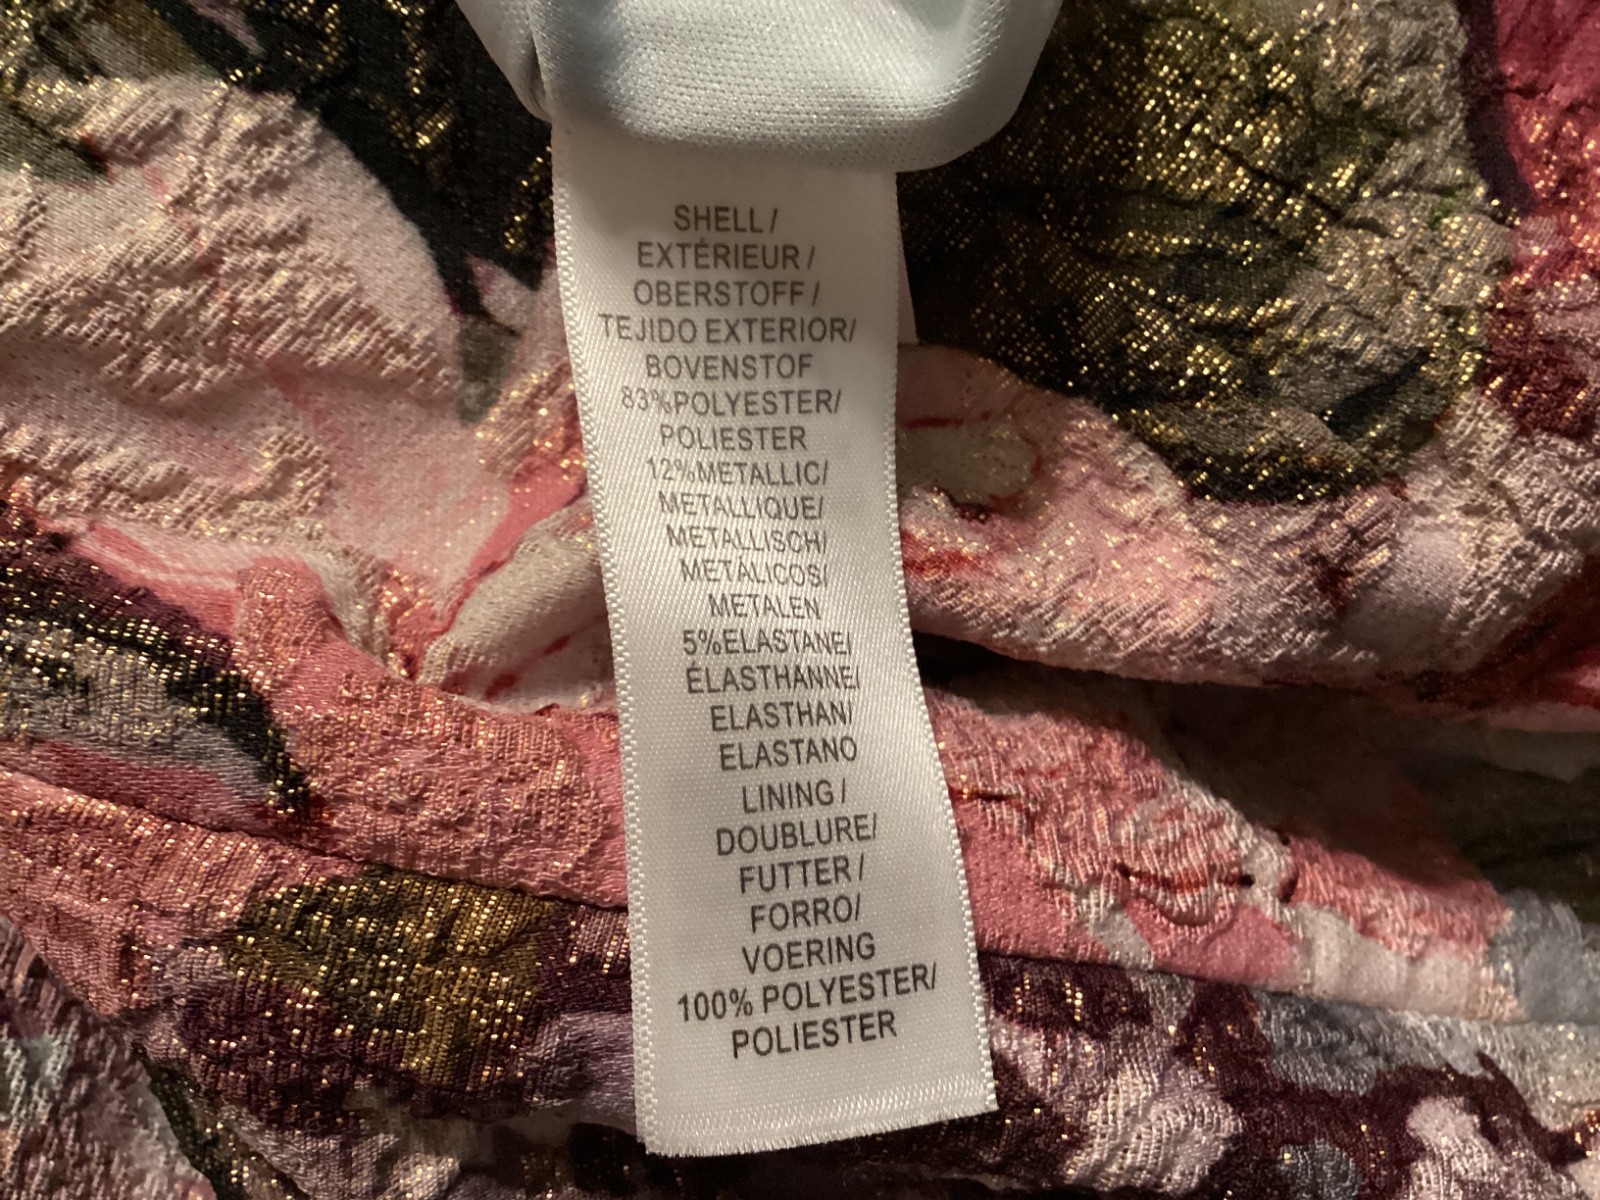 SHELL /
EXTÉRIEUR /
OBERSTOFF /
TEJIDO EXTERIOR/
BOVENSTOF
83%POLYESTER/
POLIESTER
12%METALLIC/
METALLIQUE/
METALLISCH/
METÁLICOS/
METALEN
5%ELASTANE/
ÉLASTHANNE/
ELASTHAN/
ELASTANO
LINING /
DOUBLURE/
FUTTER /
FORRO/
VOERING
100% POLYESTER/
POLIESTER